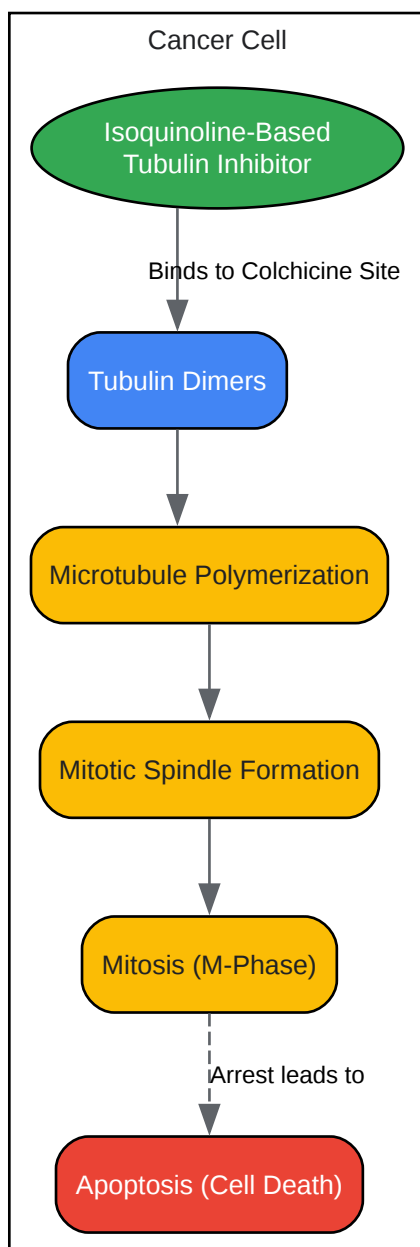 Cancer Cell
Isoquinoline-Based
Tubulin Inhibitor
Binds to Colchicine Site
Tubulin Dimers
Microtubule Polymerization
Mitotic Spindle Formation
Mitosis (M-Phase)
Arrest leads to
Apoptosis (Cell Death)